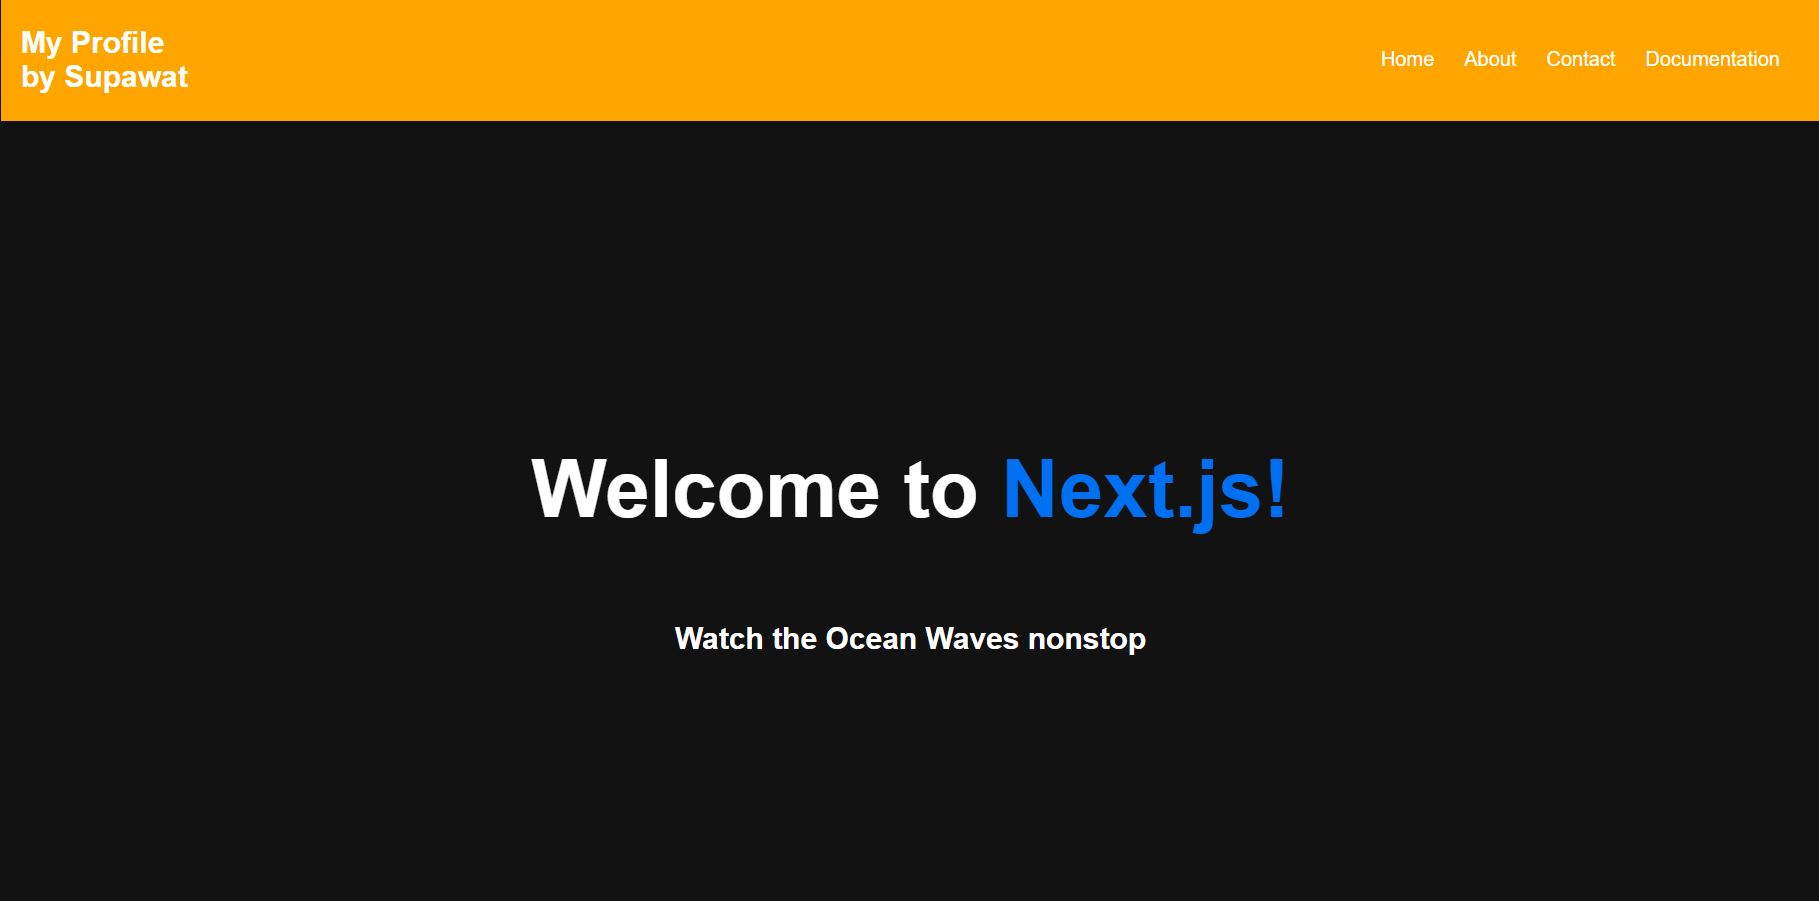 My Profile
by Supawat
Home About Contact Documentation
Welcome to Next.js!
Watch the Ocean Waves nonstop